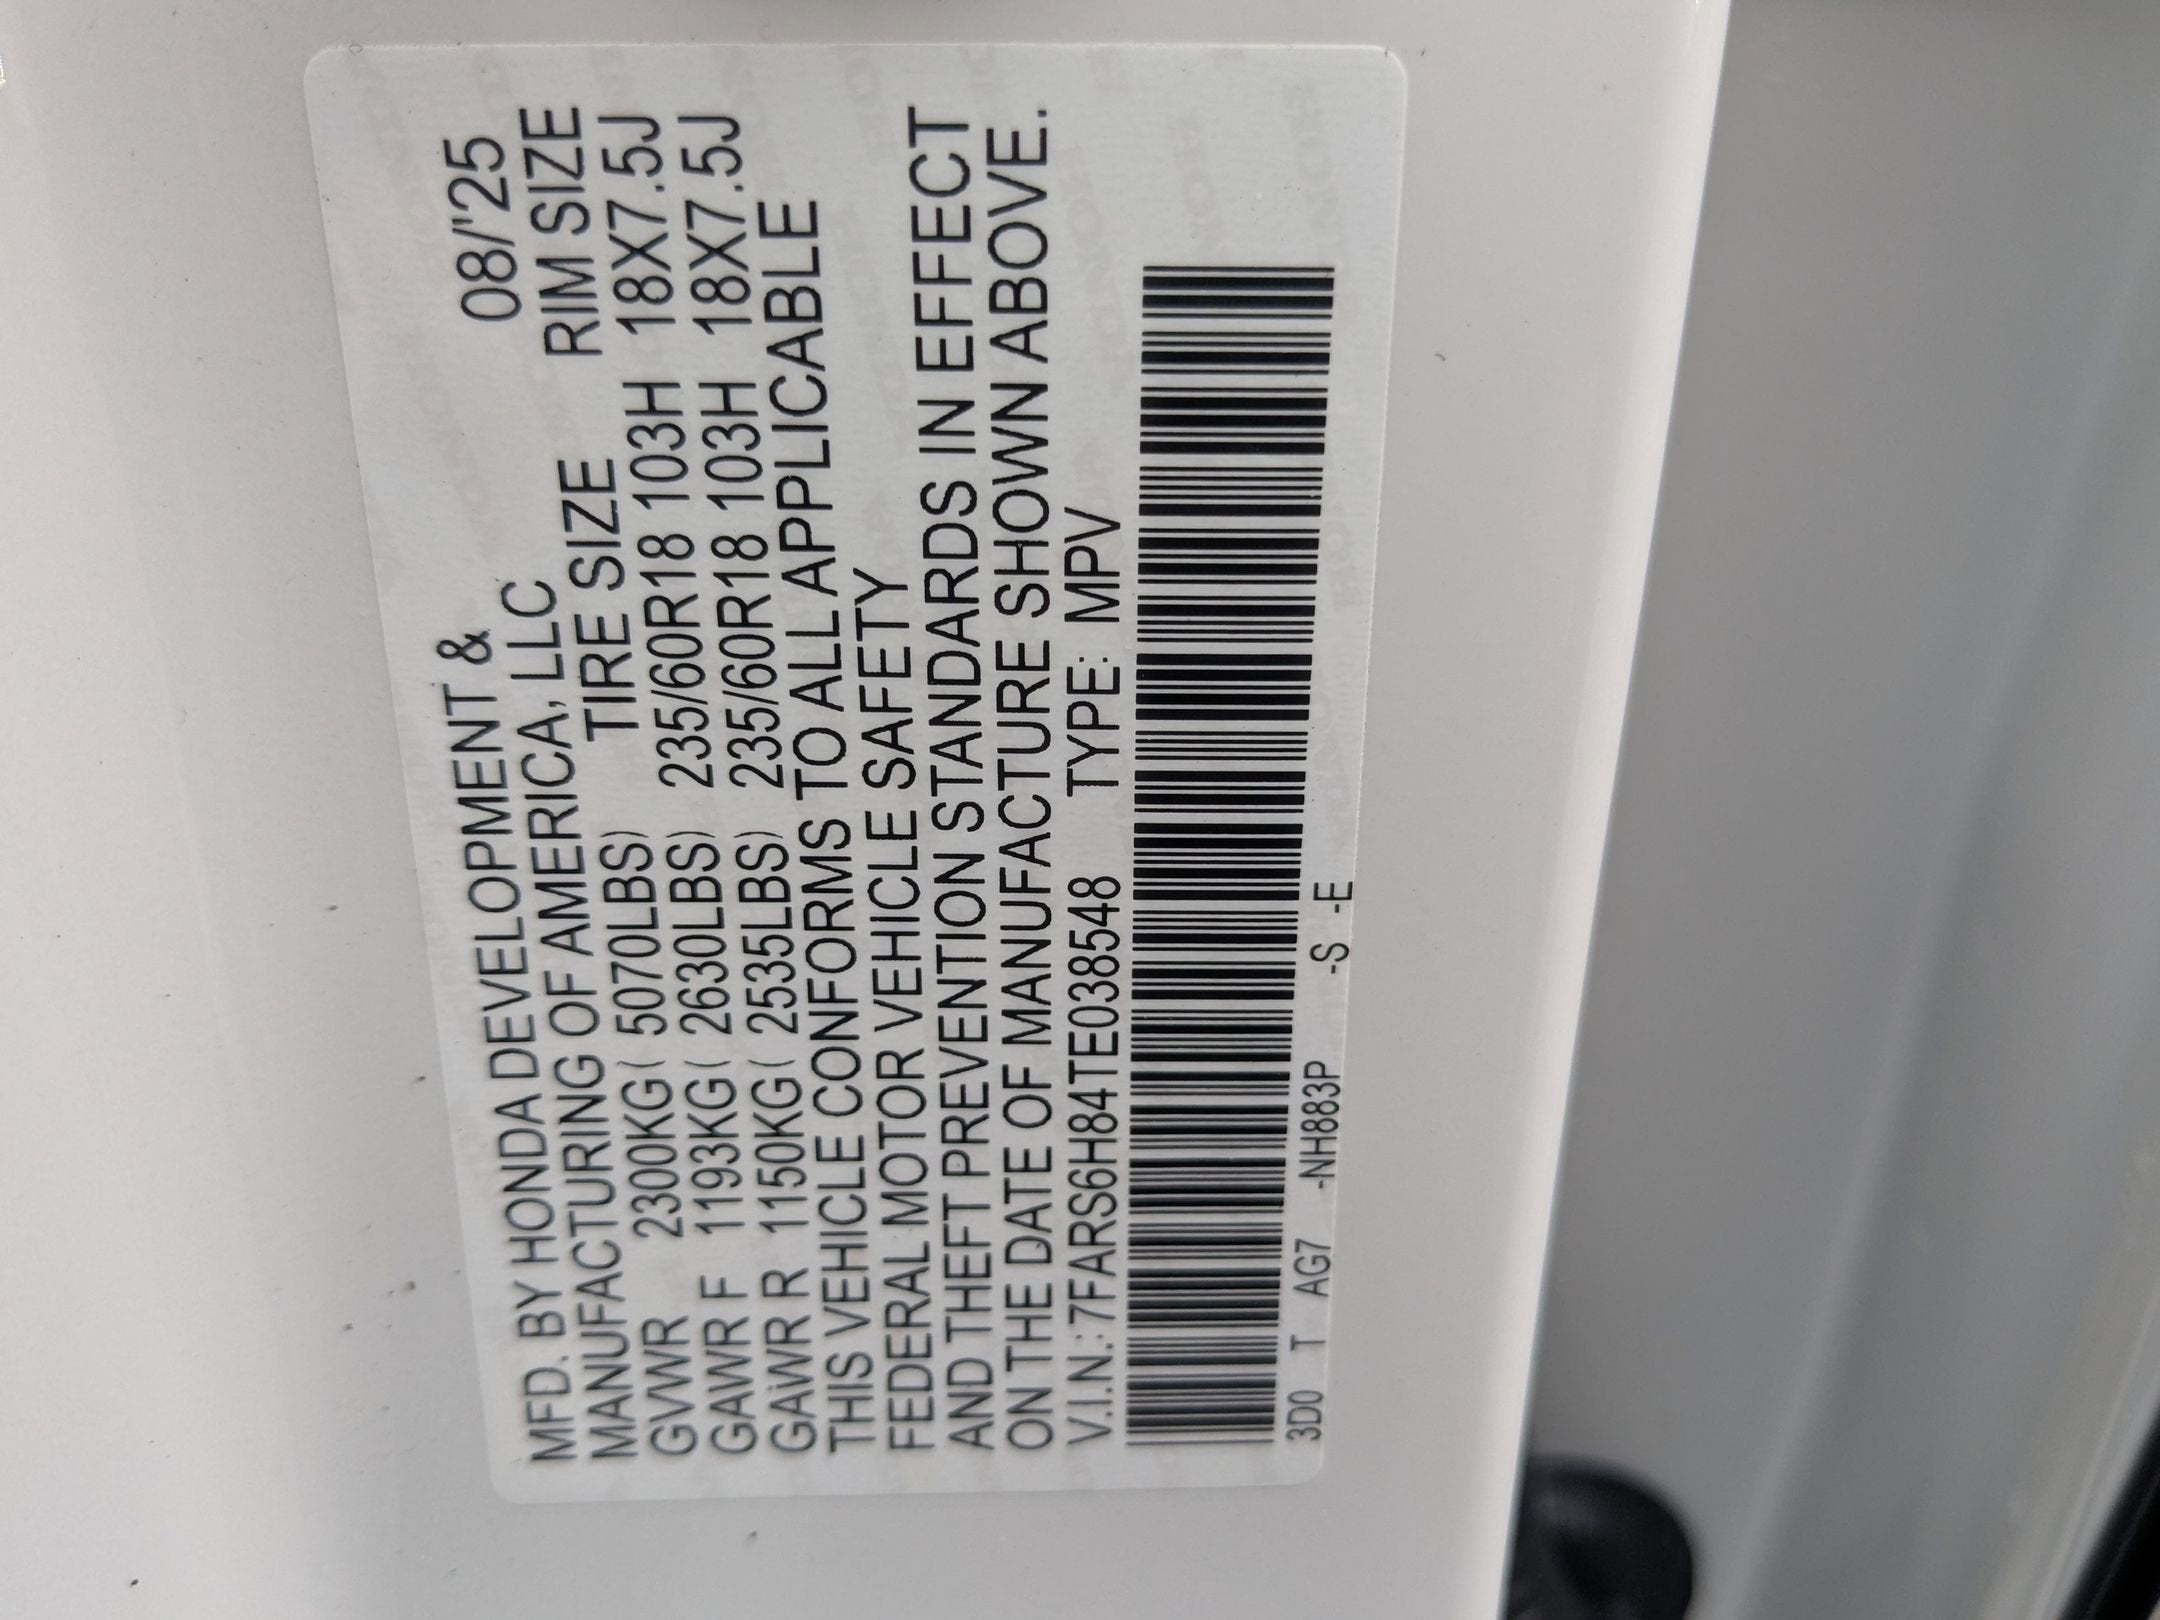 MFD. BY HONDA DEVELOPMENT & 08/'25
MANUFACTURING OF AMERICA, LLC
TIRE SIZE RIM SIZE
GVWR 2300KG( 5070LBS)
GAWR F 1193KG( 2630LBS) 235/60R18 103H 18X7.5J
GAWR R 1150KG( 2535LBS) 235/60R18 103H 18X7.5J
THIS VEHICLE CONFORMS TO ALL APPLICABLE
FEDERAL MOTOR VEHICLE SAFETY
AND THEFT PREVENTION STANDARDS IN EFFECT
ON THE DATE OF MANUFACTURE SHOWN ABOVE.
V.I.N.: 7FARS6H84TE038548 TYPE: MPV
3D0 T AG7 -NH883P -S -E